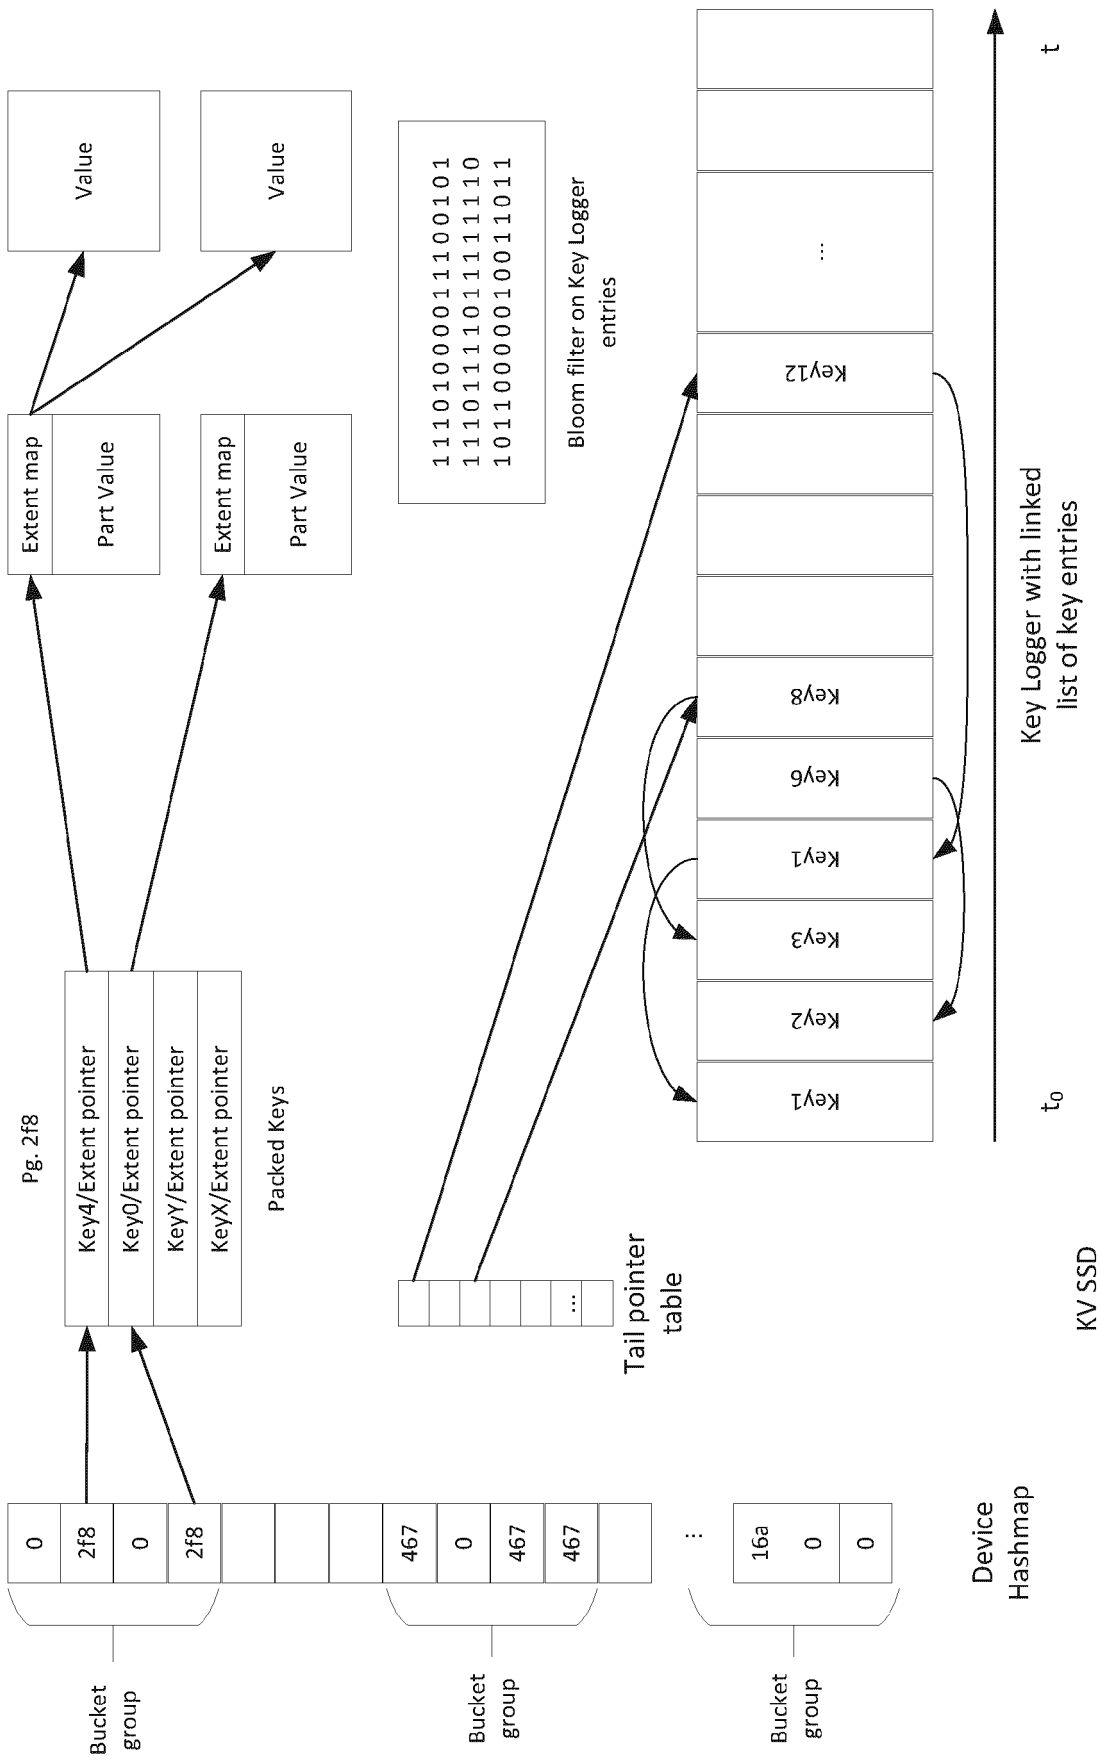 Bucket
group
Bucket
group
Bucket
group
0
2f8
0
2f8
467
0
467
467
...
16a
0
0
Device
Hashmap
Pg. 2f8
Key4/Extent pointer
Key0/Extent pointer
KeyY/Extent pointer
KeyX/Extent pointer
Packed Keys
Extent map
Part Value
Extent map
Part Value
Value
Value
...
Tail pointer
table
1 1 1 0 1 0 0 0 0 1 1 1 0 0 1 0 1
1 1 1 0 1 1 1 1 0 1 1 1 1 1 1 1 0
1 0 1 1 0 0 0 0 0 1 0 0 1 1 0 1 1
Bloom filter on Key Logger
entries
Key1
Key2
Key3
Key1
Key6
Key8
Key12
...
t0
t
Key Logger with linked
list of key entries
KV SSD